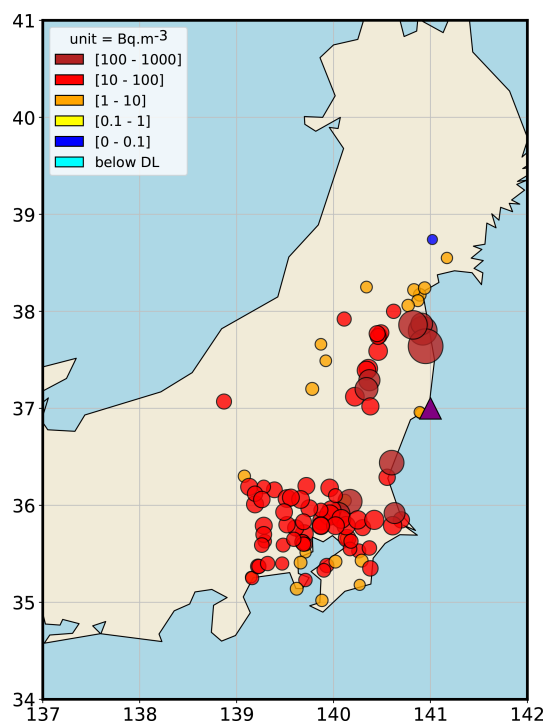 unit = Bq.m-3
[100 - 1000]
[10 - 100]
[1 - 10]
[0.1 - 1]
[0 - 0.1]
below DL
41
40
39
38
37
36
35
34
137 138 139 140 141 142